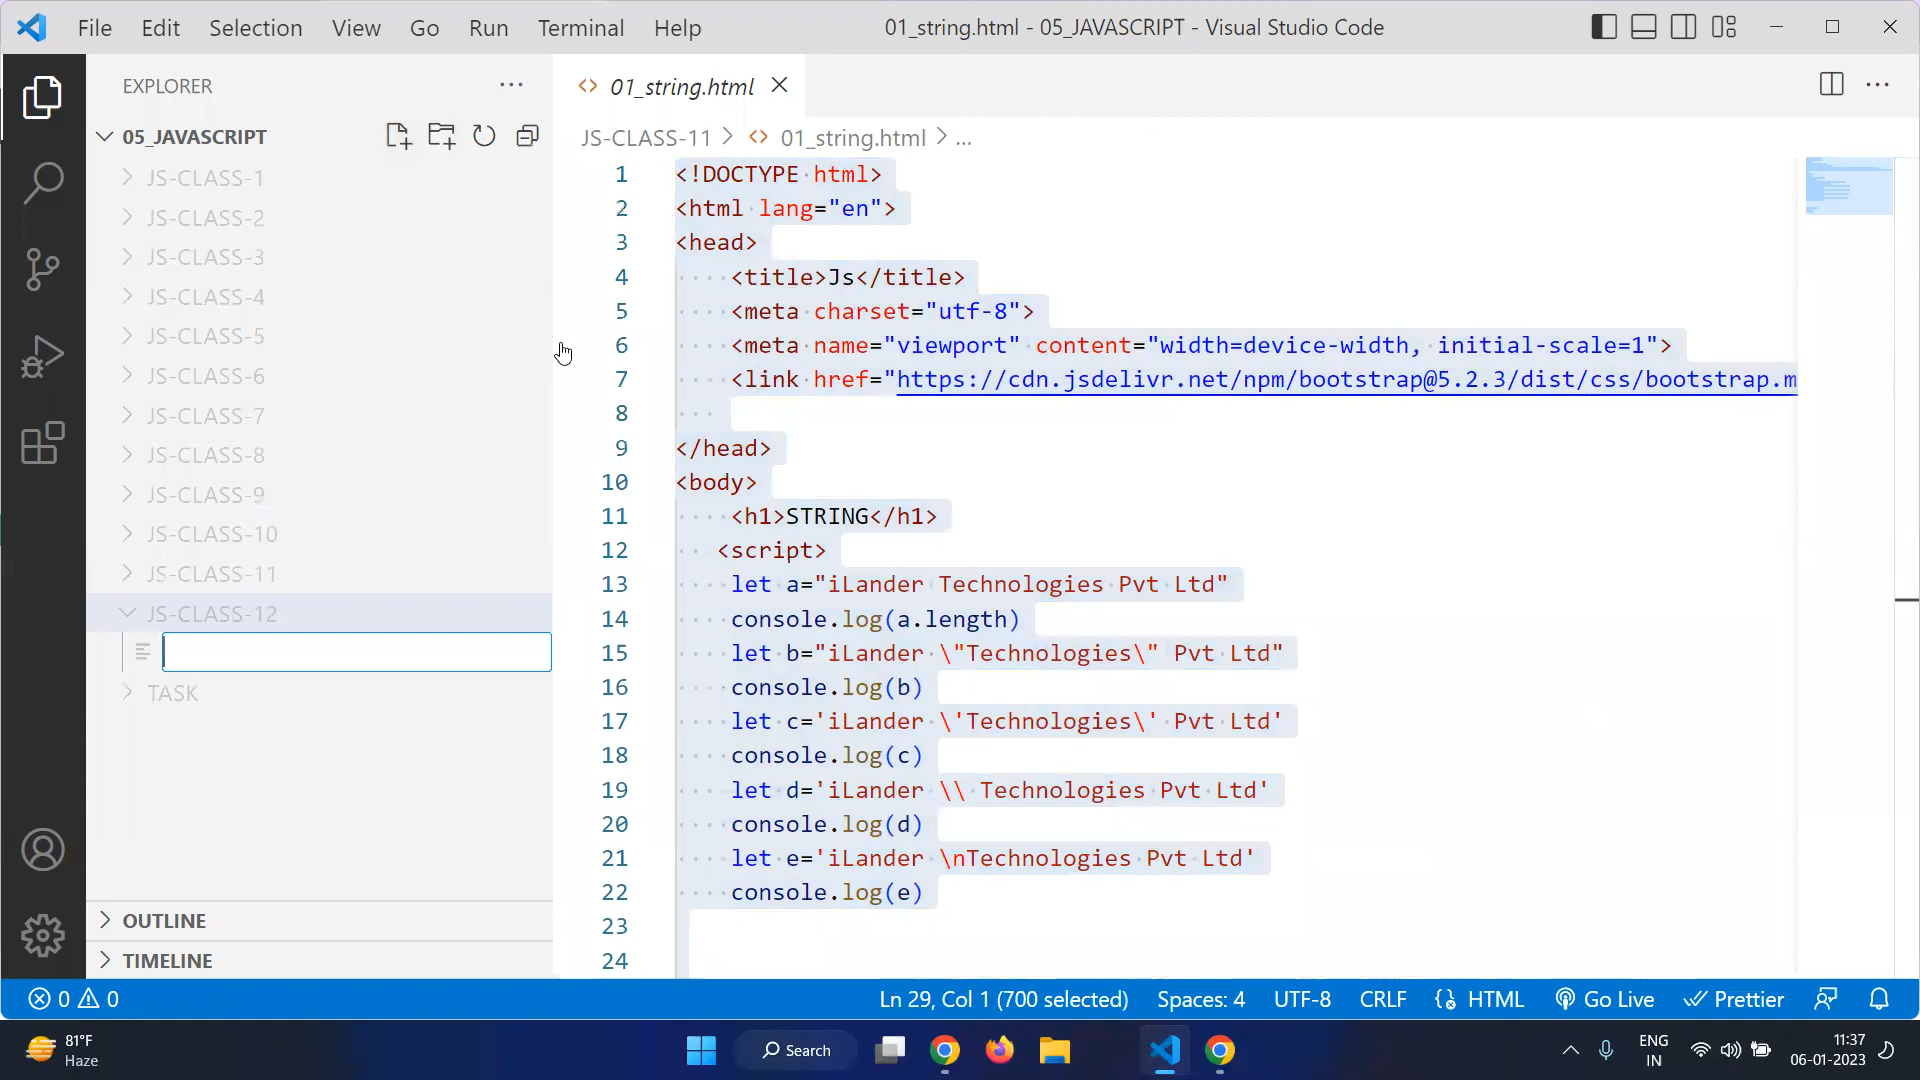 File Edit Selection View Go Run Terminal Help
01_string.html - 05_JAVASCRIPT - Visual Studio Code
EXPLORER
05_JAVASCRIPT
JS-CLASS-1
JS-CLASS-2
JS-CLASS-3
JS-CLASS-4
JS-CLASS-5
JS-CLASS-6
JS-CLASS-7
JS-CLASS-8
JS-CLASS-9
JS-CLASS-10
JS-CLASS-11
JS-CLASS-12
TASK
OUTLINE
TIMELINE
01_string.html
JS-CLASS-11 > <> 01_string.html > ...
1 <!DOCTYPE html>
2 <html lang="en">
3 <head>
4 <title>Js</title>
5 <meta charset="utf-8">
6 <meta name="viewport" content="width=device-width, initial-scale=1">
7 <link href="https://cdn.jsdelivr.net/npm/bootstrap@5.2.3/dist/css/bootstrap.m
8
9 </head>
10 <body>
11 <h1>STRING</h1>
12 <script>
13 let a="iLander Technologies Pvt Ltd"
14 console.log(a.length)
15 let b="iLander \"Technologies\" Pvt Ltd"
16 console.log(b)
17 let c='iLander \'Technologies\' Pvt Ltd'
18 console.log(c)
19 let d='iLander \\ Technologies Pvt Ltd'
20 console.log(d)
21 let e='iLander \nTechnologies Pvt Ltd'
22 console.log(e)
23
24
0 0
Ln 29, Col 1 (700 selected) Spaces: 4 UTF-8 CRLF HTML Go Live Prettier
81°F
Haze
Search
ENG
IN
11:37
06-01-2023